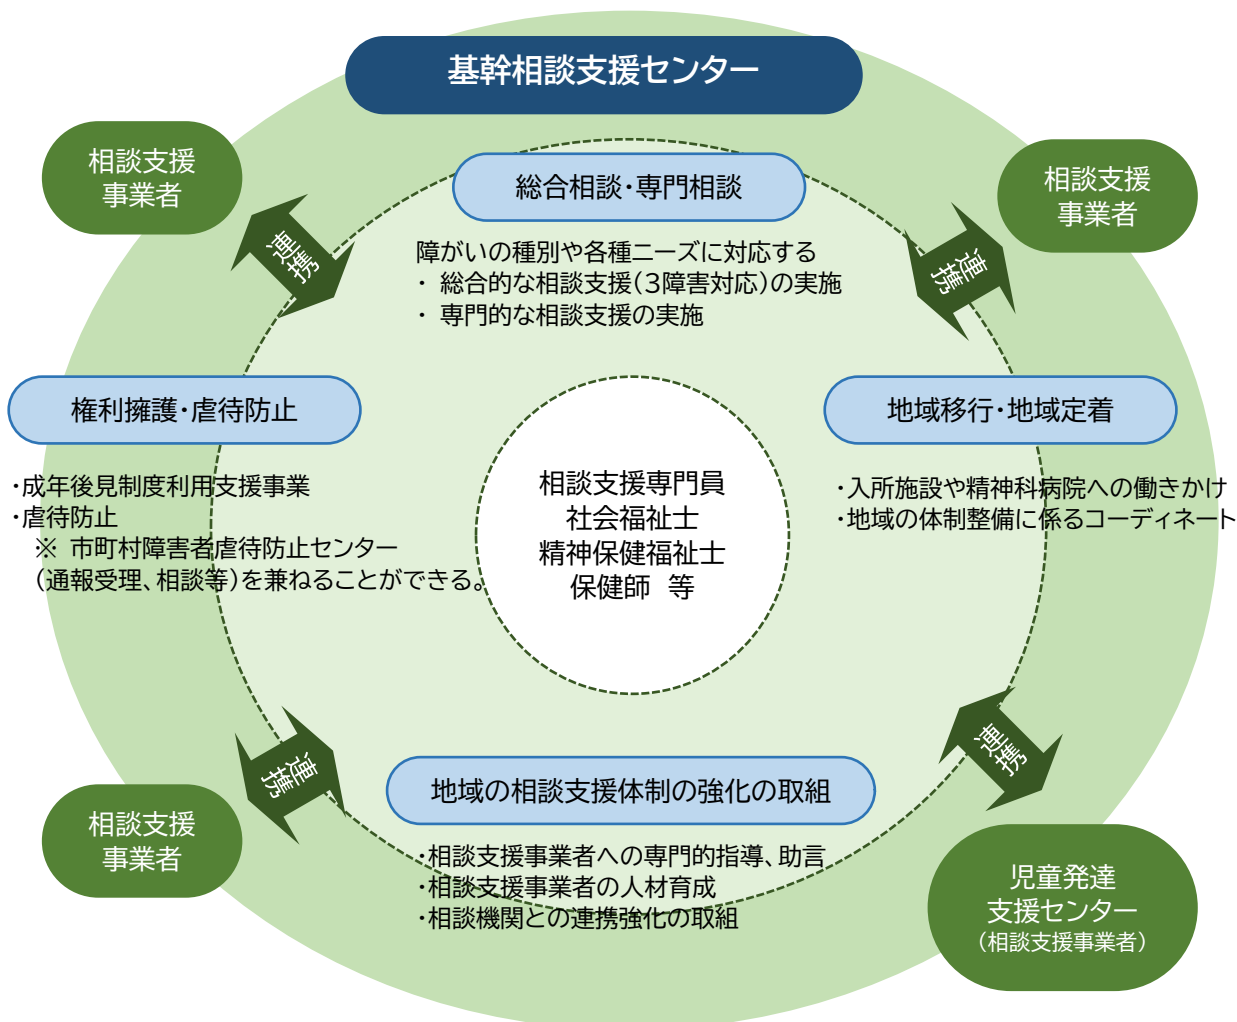 基幹相談支援センター
相談支援
事業者
相談支援
事業者
総合相談・専門相談
障がいの種別や各種ニーズに対応する
・ 総合的な相談支援(3障害対応)の実施
・ 専門的な相談支援の実施
連携
連携
権利擁護・虐待防止
・成年後見制度利用支援事業
・虐待防止
※ 市町村障害者虐待防止センター
(通報受理、相談等)を兼ねることができる。
相談支援専門員
社会福祉士
精神保健福祉士
保健師 等
地域移行・地域定着
・入所施設や精神科病院への働きかけ
・地域の体制整備に係るコーディネート
連携
連携
地域の相談支援体制の強化の取組
・相談支援事業者への専門的指導、助言
・相談支援事業者の人材育成
・相談機関との連携強化の取組
相談支援
事業者
児童発達
支援センター
(相談支援事業者)